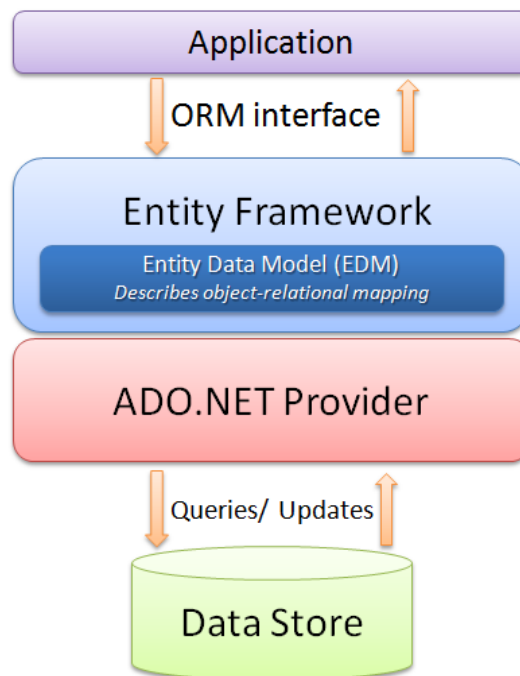 Application
ORM interface
Entity Framework
Entity Data Model (EDM)
Describes object-relational mapping
ADO.NET Provider
Queries/ Updates
Data Store